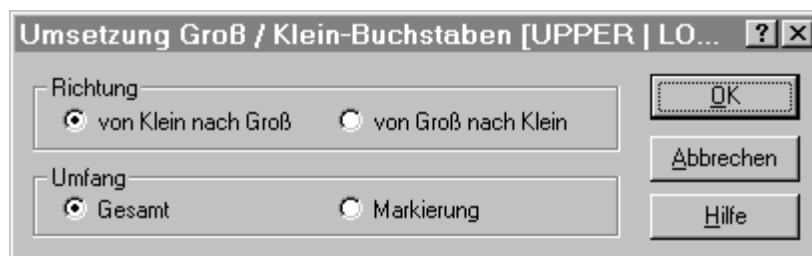 Umsetzung Groß / Klein-Buchstaben [UPPER | LO...
Richtung
von Klein nach Groß
von Groß nach Klein
OK
Abbrechen
Umfang
Gesamt
Markierung
Hilfe